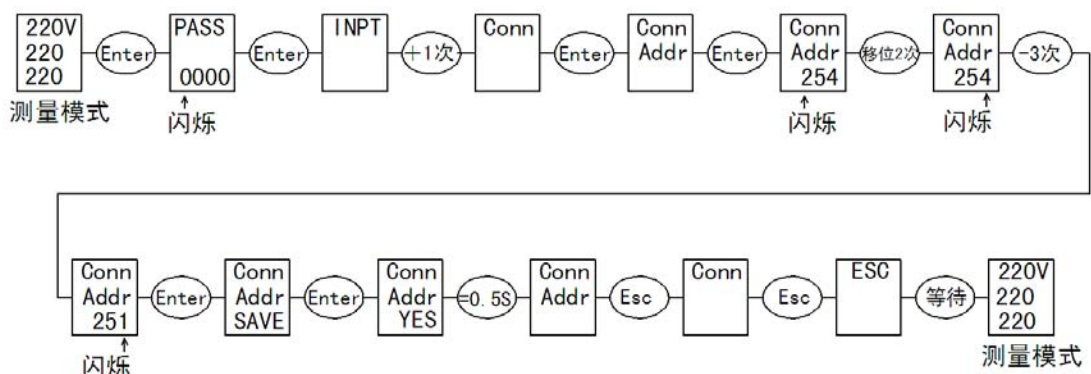 220V
220
220
测量模式
Enter
PASS
0000
闪烁
Enter
INPT
+1次
Conn
Enter
Conn
Addr
Enter
Conn
Addr
254
闪烁
移位2次
Conn
Addr
254
闪烁
-3次
Conn
Addr
251
闪烁
Enter
Conn
Addr
SAVE
Enter
Conn
Addr
YES
=0.5S
Conn
Addr
Esc
Conn
Esc
ESC
等待
220V
220
220
测量模式